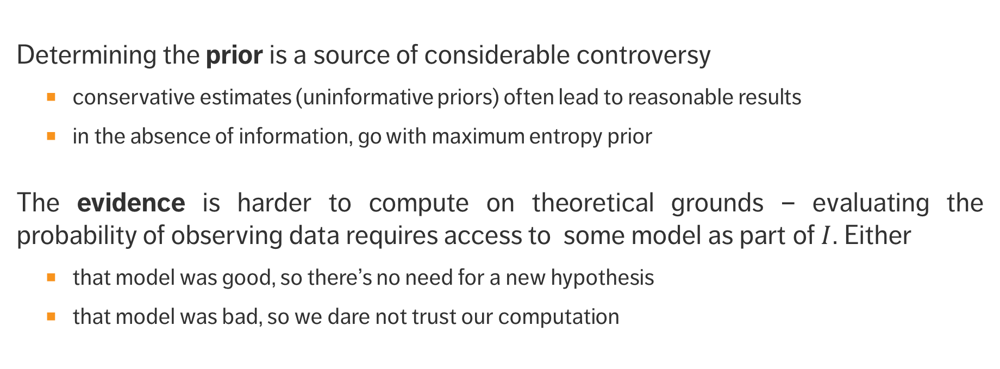 Determining the prior is a source of considerable controversy
▪ conservative estimates (uninformative priors) often lead to reasonable results
▪ in the absence of information, go with maximum entropy prior
The evidence is harder to compute on theoretical grounds – evaluating the
probability of observing data requires access to some model as part of I. Either
▪ that model was good, so there’s no need for a new hypothesis
▪ that model was bad, so we dare not trust our computation